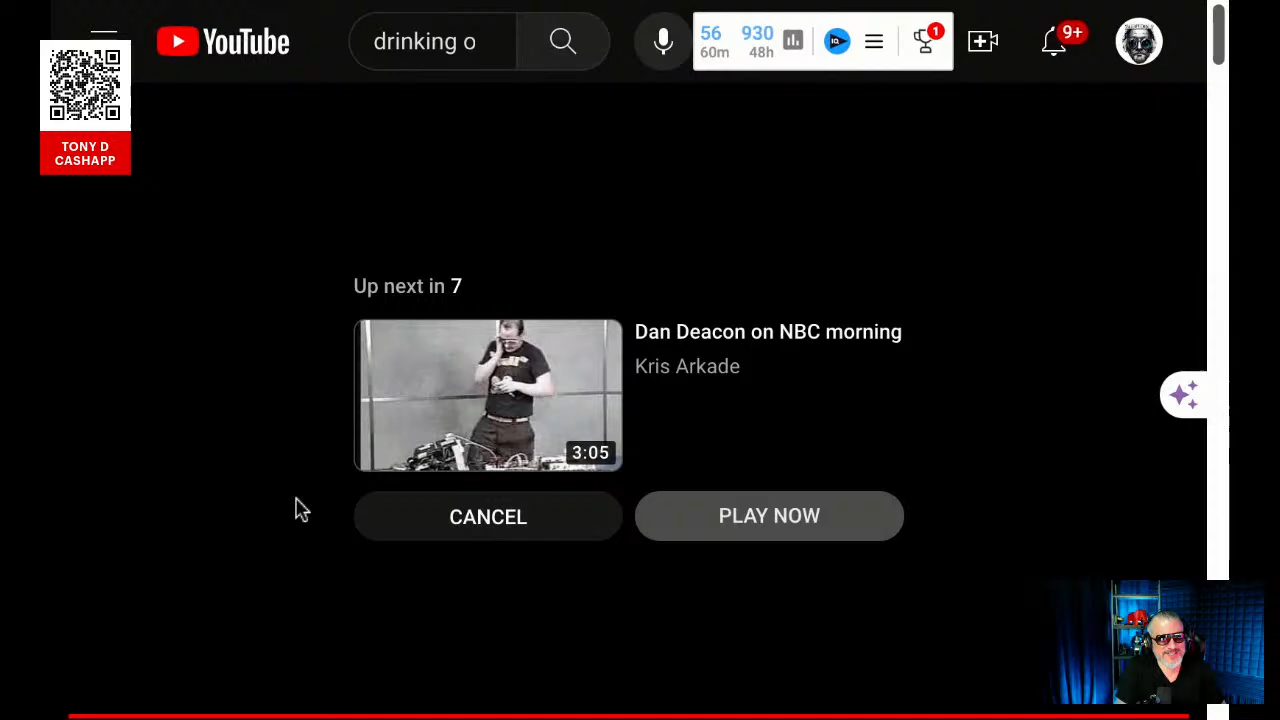 YouTube
drinking o
56 930
60m 48h
IQ
1
9+
TONY D
CASHAPP
Up next in 7
Dan Deacon on NBC morning
Kris Arkade
3:05
CANCEL
PLAY NOW